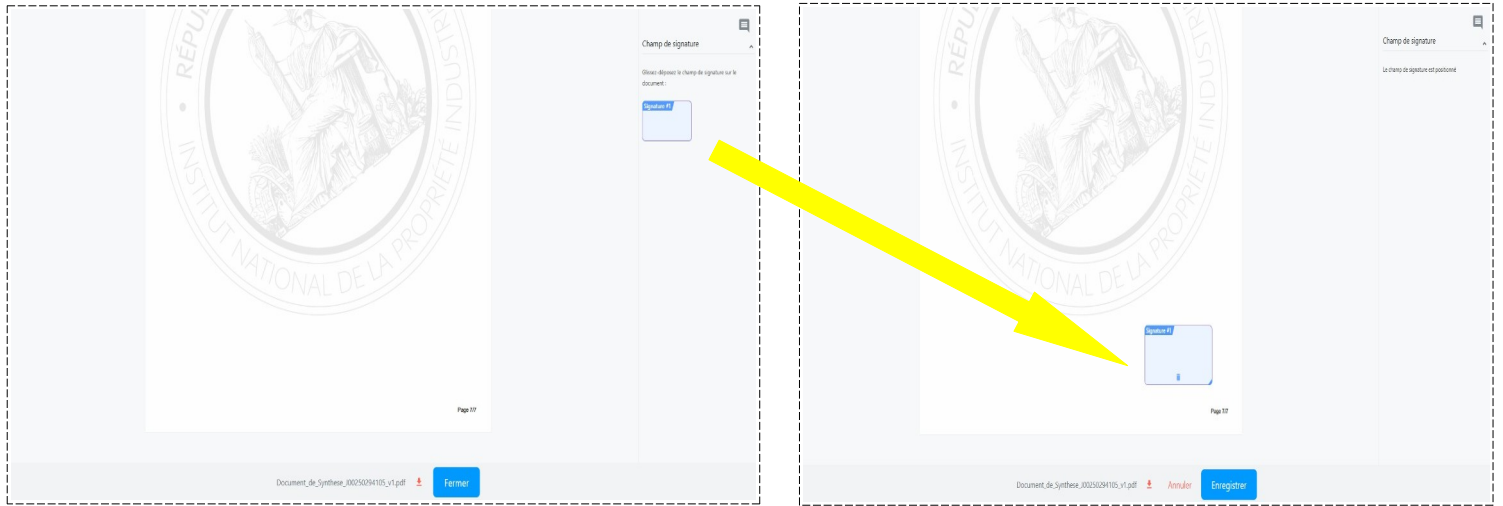 RÉPU
INSTITUT NATIONAL DE LA PROPRIÉTÉ INDUSTRI
Champ de signature
Glissez-déposez le champ de signature sur le
document :
Signature #1
Page 7/7
Document_de_Synthese_J00250294105_v1.pdf
Fermer
RÉPU
INSTITUT NATIONAL DE LA PROPRIÉTÉ INDUSTRI
Champ de signature
Le champ de signature est positionné
Signature #1
Page 7/7
Document_de_Synthese_J00250294105_v1.pdf
Annuler
Enregistrer